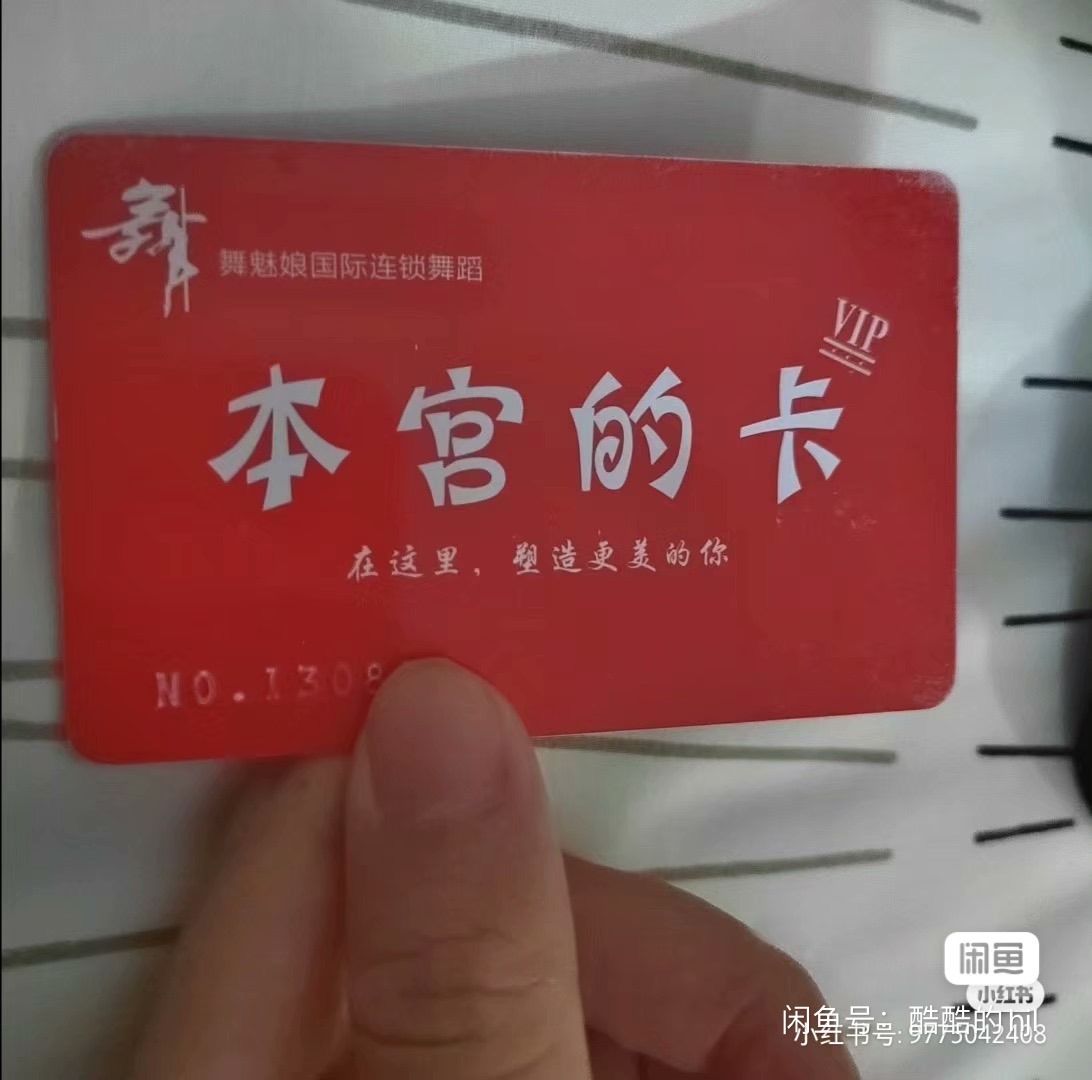 舞
舞魅娘国际连锁舞蹈
VIP
本宫的卡
在这里，塑造更美的你
NO.1308
闲鱼
小红书
闲鱼号：酷酷的hl
小红书号: 9775042408